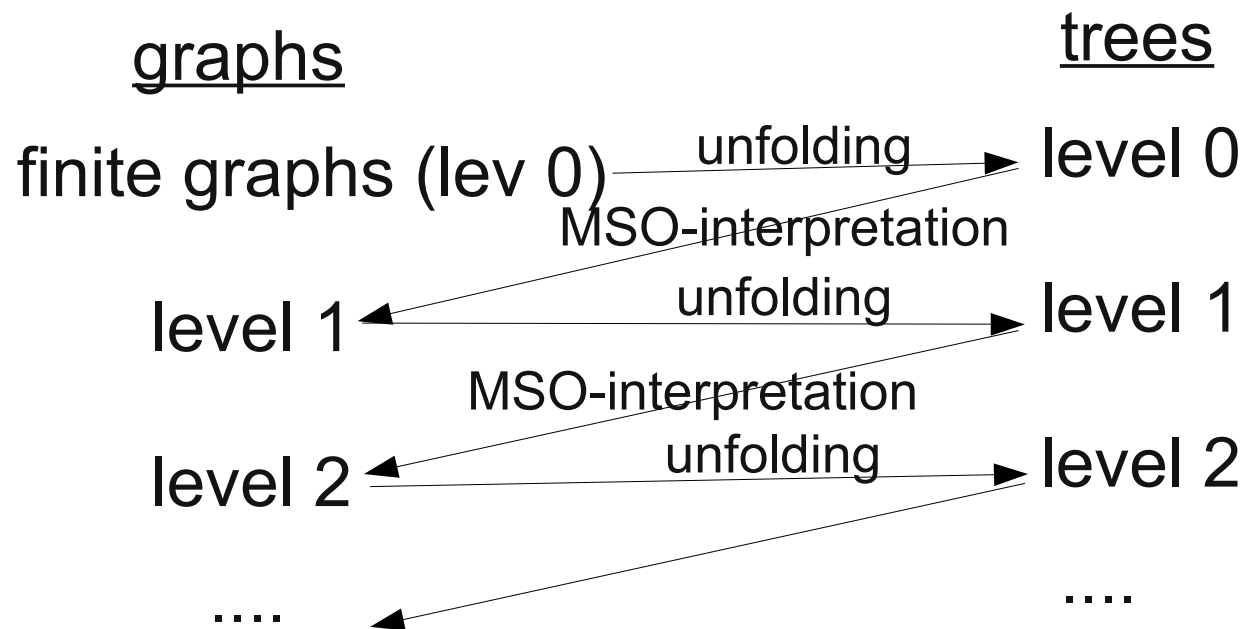 graphs
trees
finite graphs (lev 0)
unfolding
level 0
MSO-interpretation
level 1
unfolding
level 1
MSO-interpretation
level 2
unfolding
level 2
....
....